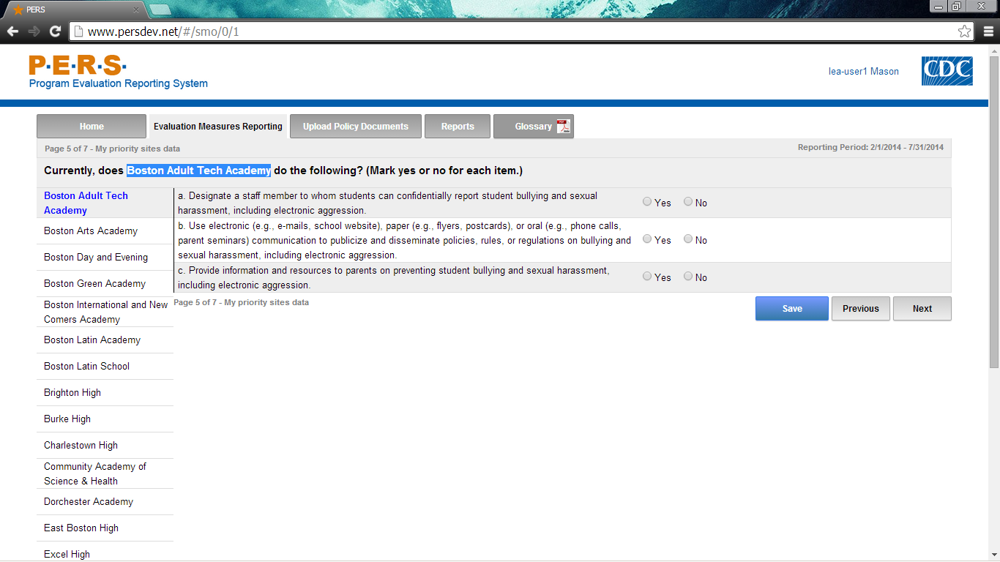 PERS
www.persdev.net/#/smo/0/1
P·E·R·S·
Program Evaluation Reporting System
lea-user1 Mason
CDC
Home
Evaluation Measures Reporting
Upload Policy Documents
Reports
Glossary
Page 5 of 7 - My priority sites data
Reporting Period: 2/1/2014 - 7/31/2014
Currently, does Boston Adult Tech Academy do the following? (Mark yes or no for each item.)
Boston Adult Tech
Academy
Boston Arts Academy
Boston Day and Evening
Boston Green Academy
Boston International and New
Comers Academy
Boston Latin Academy
Boston Latin School
Brighton High
Burke High
Charlestown High
Community Academy of
Science & Health
Dorchester Academy
East Boston High
Excel High
a. Designate a staff member to whom students can confidentially report student bullying and sexual
harassment, including electronic aggression.
Yes No
b. Use electronic (e.g., e-mails, school website), paper (e.g., flyers, postcards), or oral (e.g., phone calls,
parent seminars) communication to publicize and disseminate policies, rules, or regulations on bullying and
sexual harassment, including electronic aggression.
Yes No
c. Provide information and resources to parents on preventing student bullying and sexual harassment,
including electronic aggression.
Yes No
Page 5 of 7 - My priority sites data
Save
Previous
Next